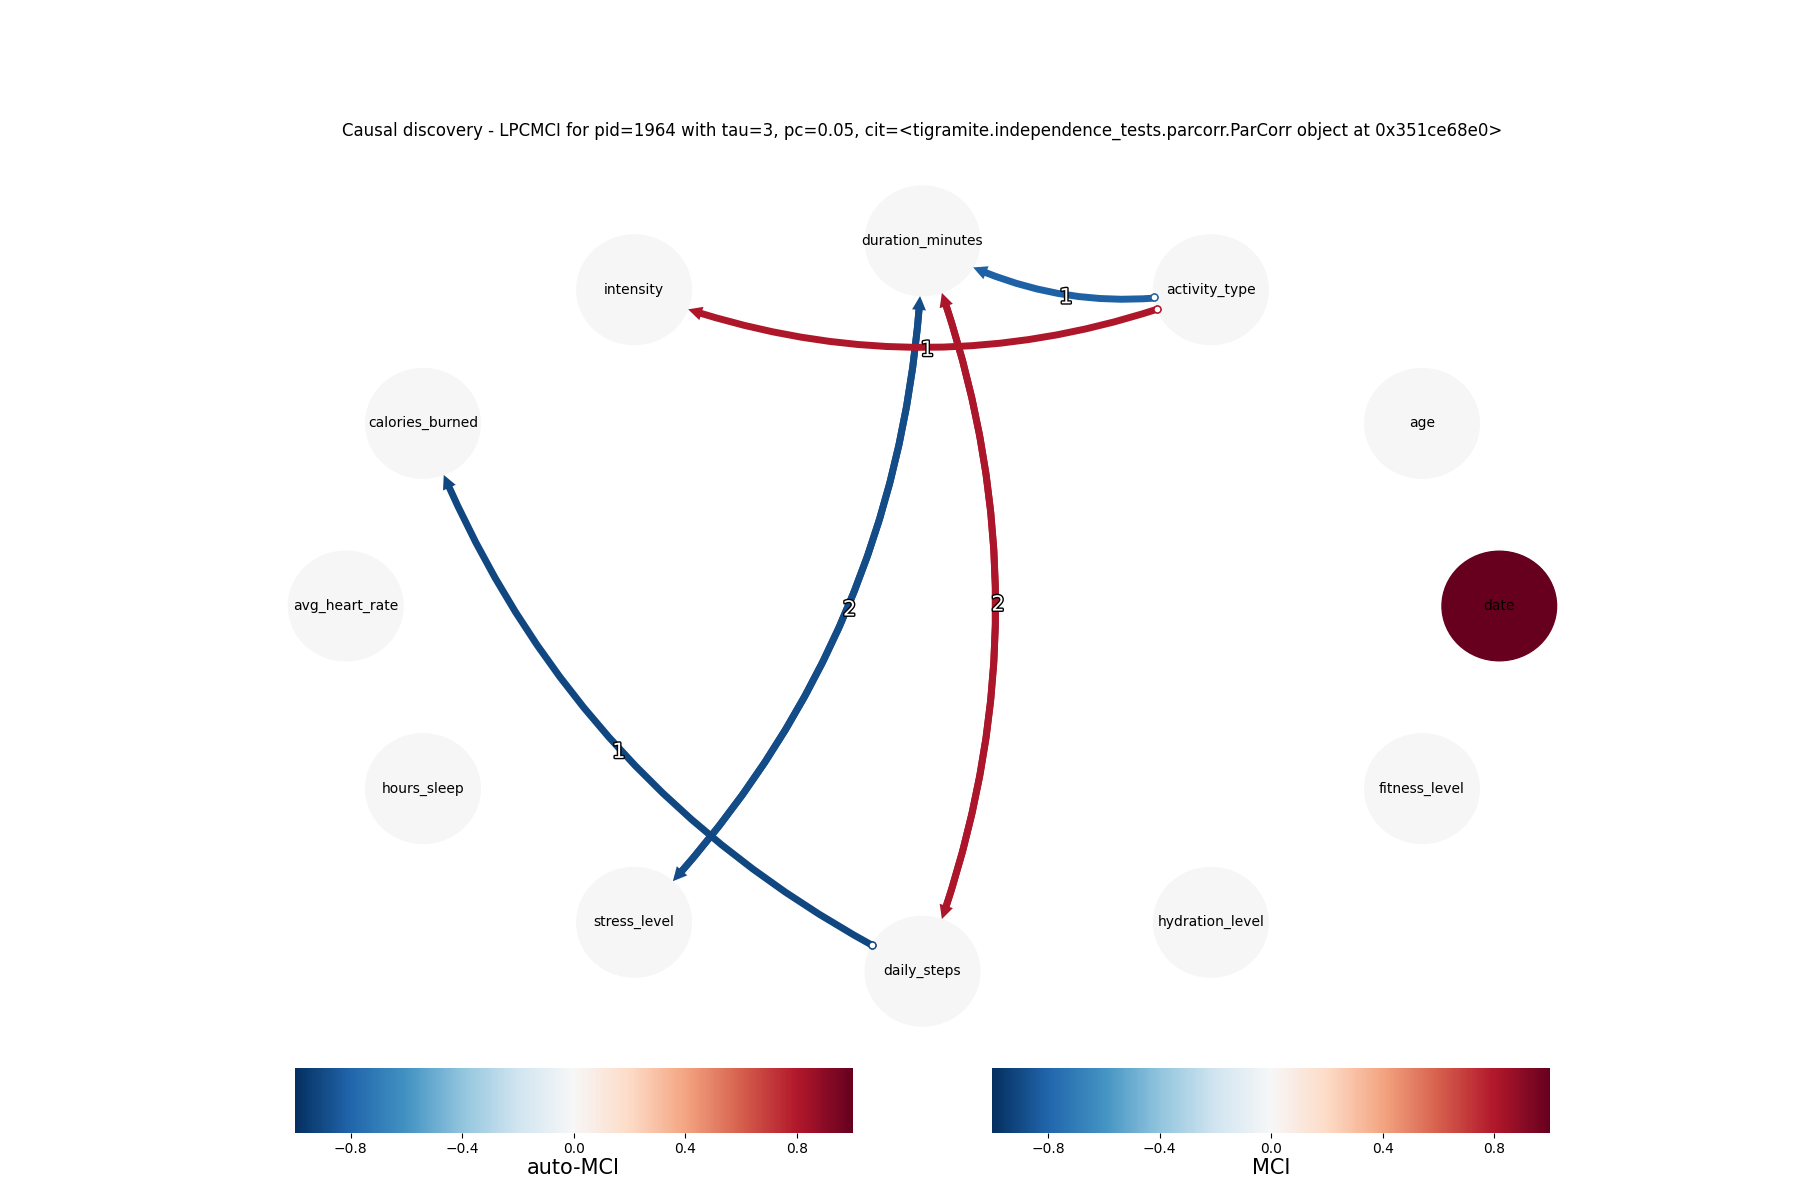 Causal discovery - LPCMCI for pid=1964 with tau=3, pc=0.05, cit=<tigramite.independence_tests.parcorr.ParCorr object at 0x351ce68e0>
duration_minutes
intensity
activity_type
1
1
calories_burned
age
avg_heart_rate
date
2
2
1
hours_sleep
fitness_level
stress_level
hydration_level
daily_steps
−0.8 −0.4 0.0 0.4 0.8
auto-MCI
−0.8 −0.4 0.0 0.4 0.8
MCI